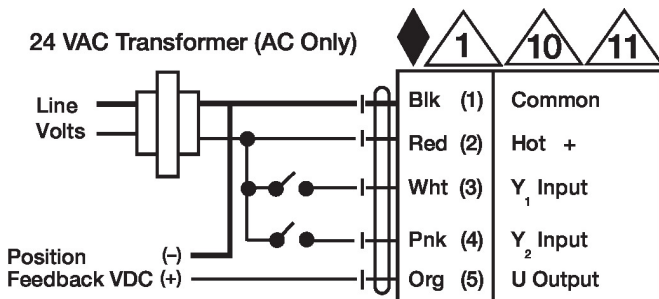 24 VAC Transformer (AC Only)
1 10 11
Line
Volts
Blk (1) Common
Red (2) Hot +
Wht (3) Y1 Input
Pnk (4) Y2 Input
Position (–)
Feedback VDC (+)
Org (5) U Output